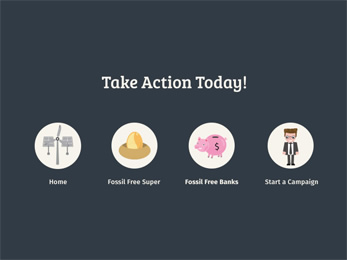 Take Action Today!
$
Home
Fossil Free Super
Fossil Free Banks
Start a Campaign